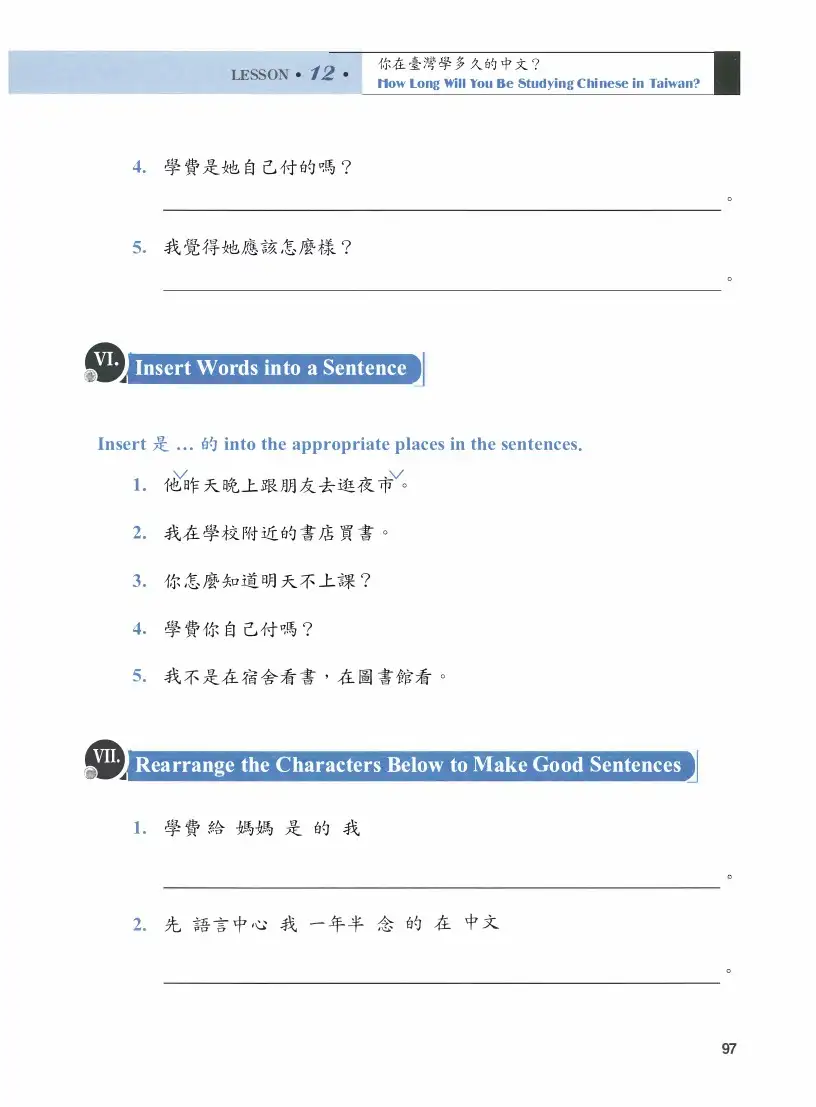 LESSON • 12 •
你在臺灣學多久的中文？
How Long Will You Be Studying Chinese in Taiwan?
4. 學費是她自己付的嗎？
。
5. 我覺得她應該怎麼樣？
。
VI. Insert Words into a Sentence
Insert 是 … 的 into the appropriate places in the sentences.
1. 他昨天晚上跟朋友去逛夜市。
2. 我在學校附近的書店買書。
3. 你怎麼知道明天不上課？
4. 學費你自己付嗎？
5. 我不是在宿舍看書，在圖書館看。
VII. Rearrange the Characters Below to Make Good Sentences
1. 學費 給 媽媽 是 的 我
。
2. 先 語言中心 我 一年半 念 的 在 中文
。
97